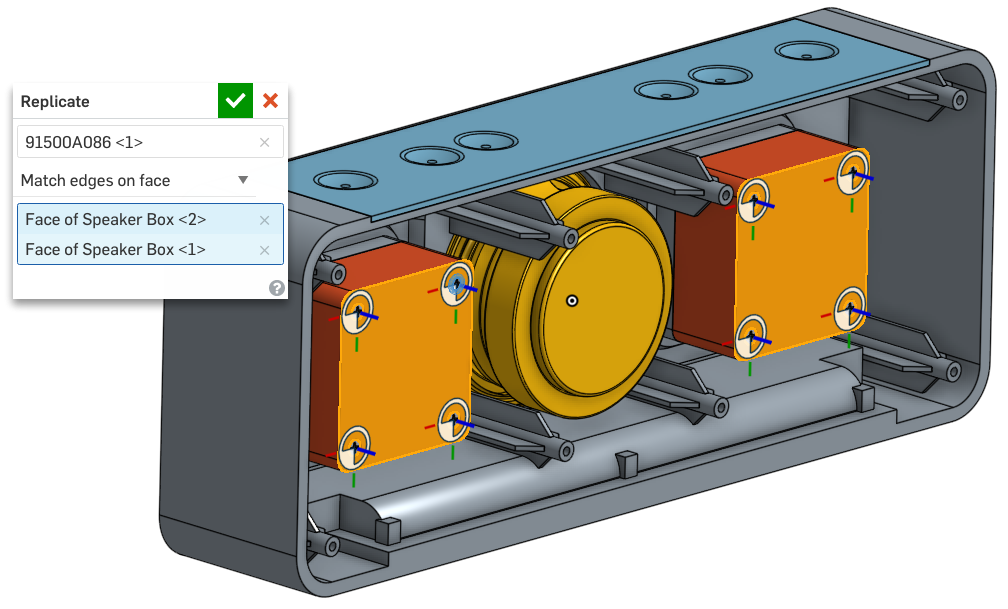 Replicate
91500A086 <1>
Match edges on face
Face of Speaker Box <2>
Face of Speaker Box <1>